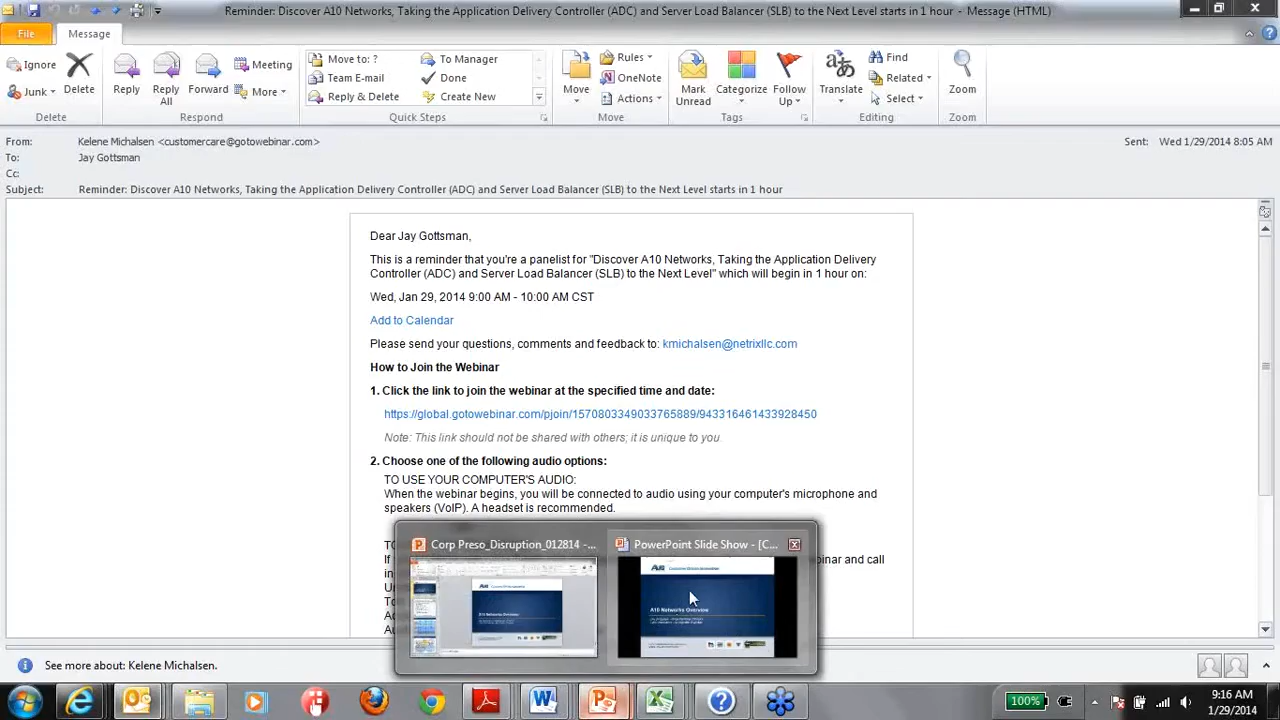 Reminder: Discover A10 Networks, Taking the Application Delivery Controller (ADC) and Server Load Balancer (SLB) to the Next Level starts in 1 hour - Message (HTML)
File
Message
Ignore
Junk
Delete
Delete
Reply
Reply All
Forward
Meeting
More
Respond
Move to: ?
Team E-mail
Reply & Delete
To Manager
Done
Create New
Quick Steps
Move
Rules
OneNote
Actions
Move
Mark Unread
Categorize
Follow Up
Tags
Translate
Find
Related
Select
Editing
Zoom
Zoom
From: Kelene Michalsen <customercare@gotowebinar.com>
Sent: Wed 1/29/2014 8:05 AM
To: Jay Gottsman
Cc:
Subject: Reminder: Discover A10 Networks, Taking the Application Delivery Controller (ADC) and Server Load Balancer (SLB) to the Next Level starts in 1 hour
Dear Jay Gottsman,
This is a reminder that you're a panelist for "Discover A10 Networks, Taking the Application Delivery
Controller (ADC) and Server Load Balancer (SLB) to the Next Level" which will begin in 1 hour on:
Wed, Jan 29, 2014 9:00 AM - 10:00 AM CST
Add to Calendar
Please send your questions, comments and feedback to: kmichalsen@netrixllc.com
How to Join the Webinar
1. Click the link to join the webinar at the specified time and date:
https://global.gotowebinar.com/pjoin/1570803349033765889/943316461433928450
Note: This link should not be shared with others; it is unique to you.
2. Choose one of the following audio options:
TO USE YOUR COMPUTER'S AUDIO:
When the webinar begins, you will be connected to audio using your computer's microphone and
speakers (VoIP). A headset is recommended.
Corp Preso_Disruption_012814 -...
PowerPoint Slide Show - [C...
and call
A10 Networks Overview
See more about: Kelene Michalsen.
100%
9:16 AM
1/29/2014